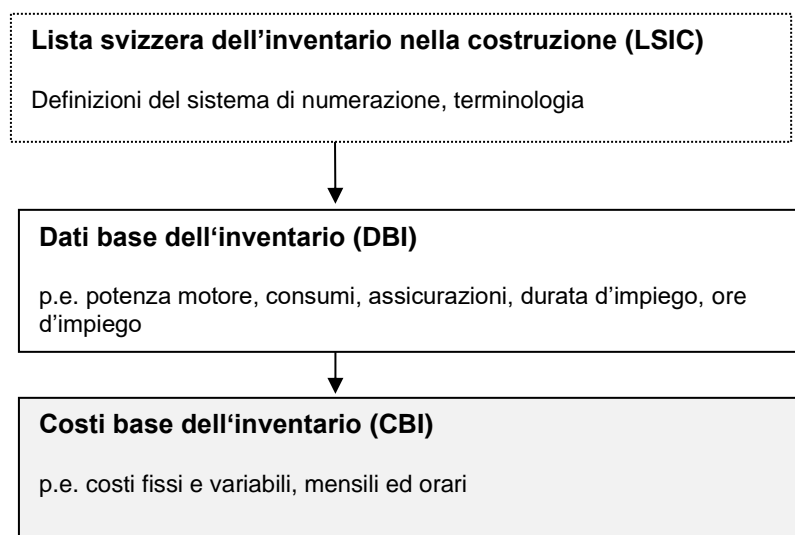 Lista svizzera dell’inventario nella costruzione (LSIC)
Definizioni del sistema di numerazione, terminologia
Dati base dell‘inventario (DBI)
p.e. potenza motore, consumi, assicurazioni, durata d’impiego, ore
d’impiego
Costi base dell‘inventario (CBI)
p.e. costi fissi e variabili, mensili ed orari